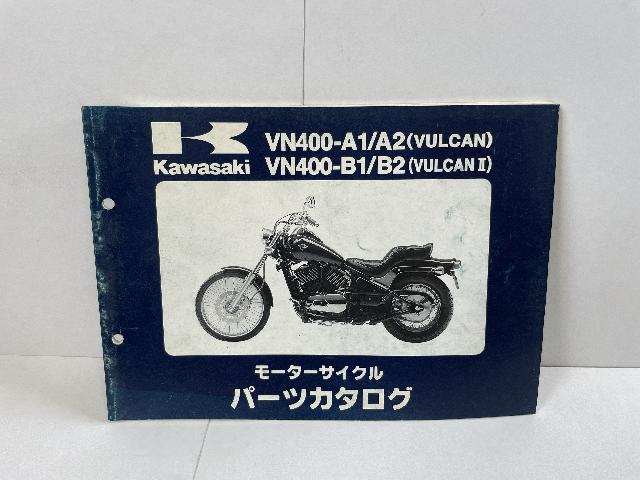 VN400-A1/A2(VULCAN)
Kawasaki VN400-B1/B2(VULCAN II)
モーターサイクル
パーツカタログ